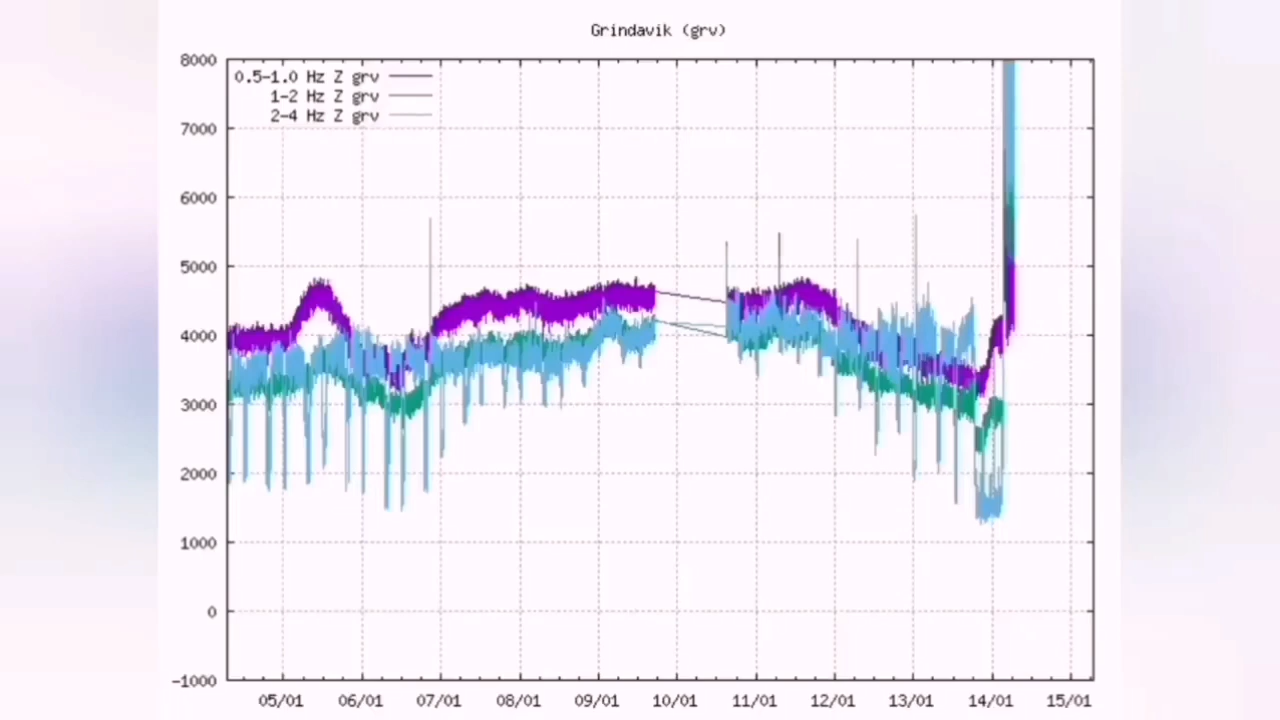 Grindavik (grv)
8000
7000
6000
5000
4000
3000
2000
1000
0
-1000
0.5-1.0 Hz Z grv
1-2 Hz Z grv
2-4 Hz Z grv
05/01 06/01 07/01 08/01 09/01 10/01 11/01 12/01 13/01 14/01 15/01